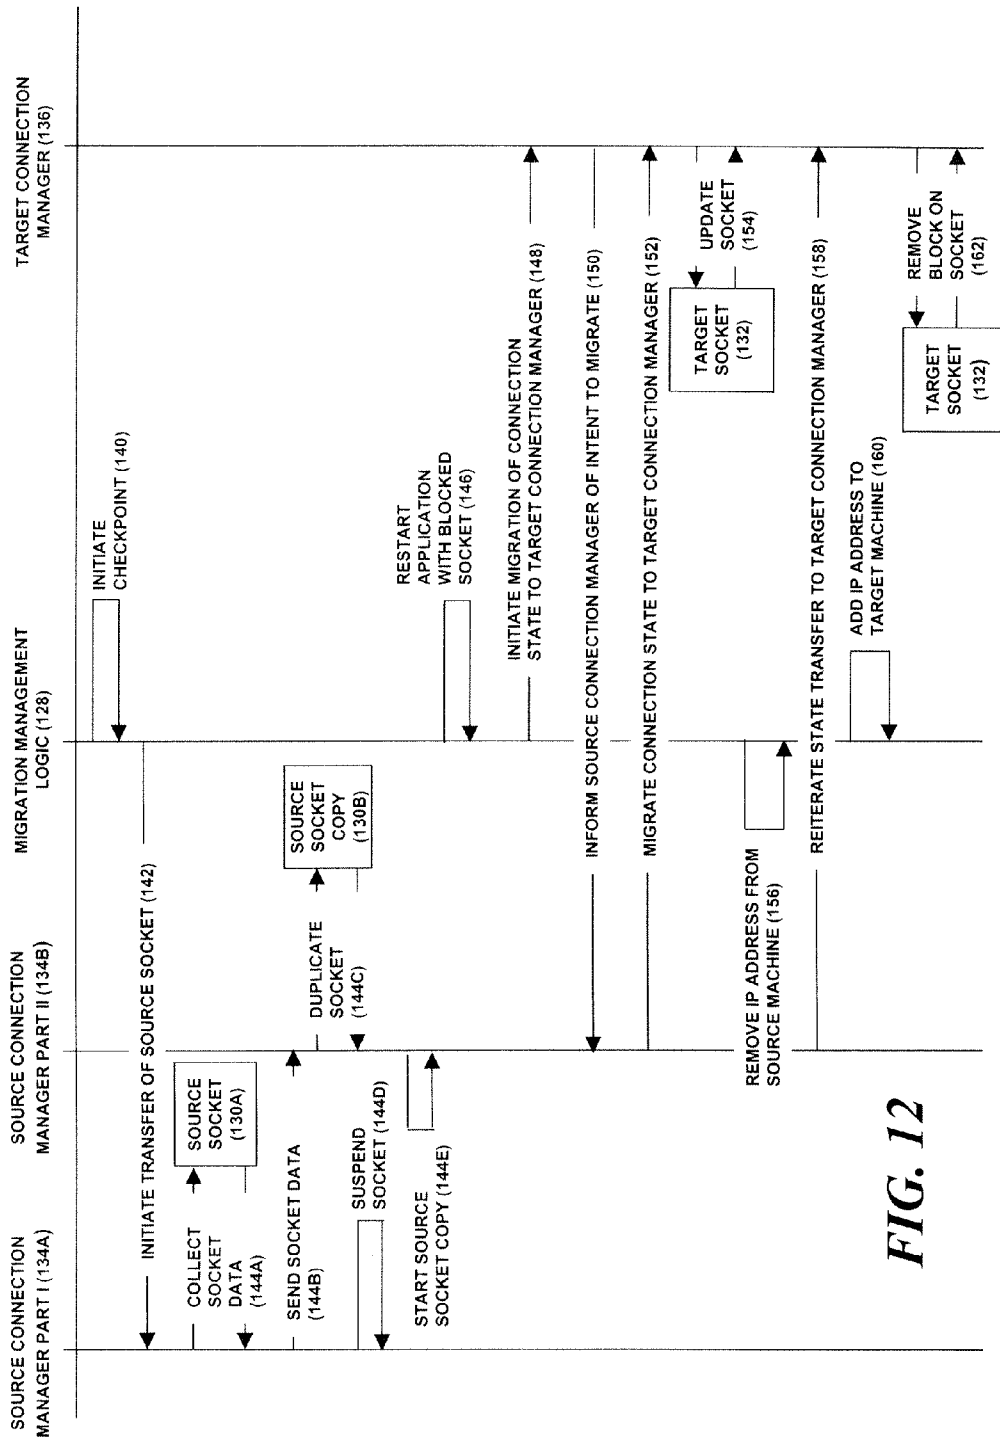 SOURCE CONNECTION
MANAGER PART I (134A)
SOURCE CONNECTION
MANAGER PART II (134B)
MIGRATION MANAGEMENT
LOGIC (128)
TARGET CONNECTION
MANAGER (136)
INITIATE
CHECKPOINT (140)
INITIATE TRANSFER OF SOURCE SOCKET (142)
COLLECT
SOCKET
DATA
(144A)
SOURCE
SOCKET
(130A)
SEND SOCKET DATA
(144B)
DUPLICATE
SOCKET
(144C)
SOURCE
SOCKET
COPY
(130B)
SUSPEND
SOCKET (144D)
START SOURCE
SOCKET COPY (144E)
RESTART
APPLICATION
WITH BLOCKED
SOCKET (146)
INITIATE MIGRATION OF CONNECTION
STATE TO TARGET CONNECTION MANAGER (148)
INFORM SOURCE CONNECTION MANAGER OF INTENT TO MIGRATE (150)
MIGRATE CONNECTION STATE TO TARGET CONNECTION MANAGER (152)
TARGET
SOCKET
(132)
UPDATE
SOCKET
(154)
REMOVE IP ADDRESS FROM
SOURCE MACHINE (156)
REITERATE STATE TRANSFER TO TARGET CONNECTION MANAGER (158)
ADD IP ADDRESS TO
TARGET MACHINE (160)
TARGET
SOCKET
(132)
REMOVE
BLOCK ON
SOCKET
(162)
FIG. 12